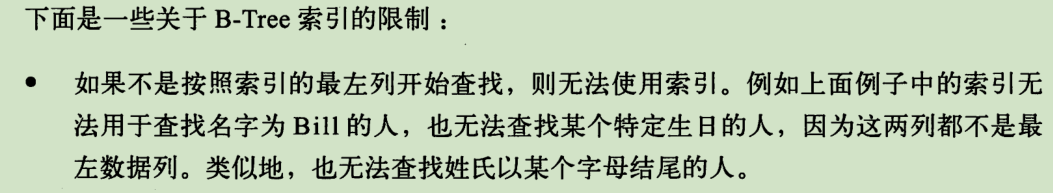 下面是一些关于 B-Tree 索引的限制：
• 如果不是按照索引的最左列开始查找，则无法使用索引。例如上面例子中的索引无
法用于查找名字为 Bill 的人，也无法查找某个特定生日的人，因为这两列都不是最
左数据列。类似地，也无法查找姓氏以某个字母结尾的人。